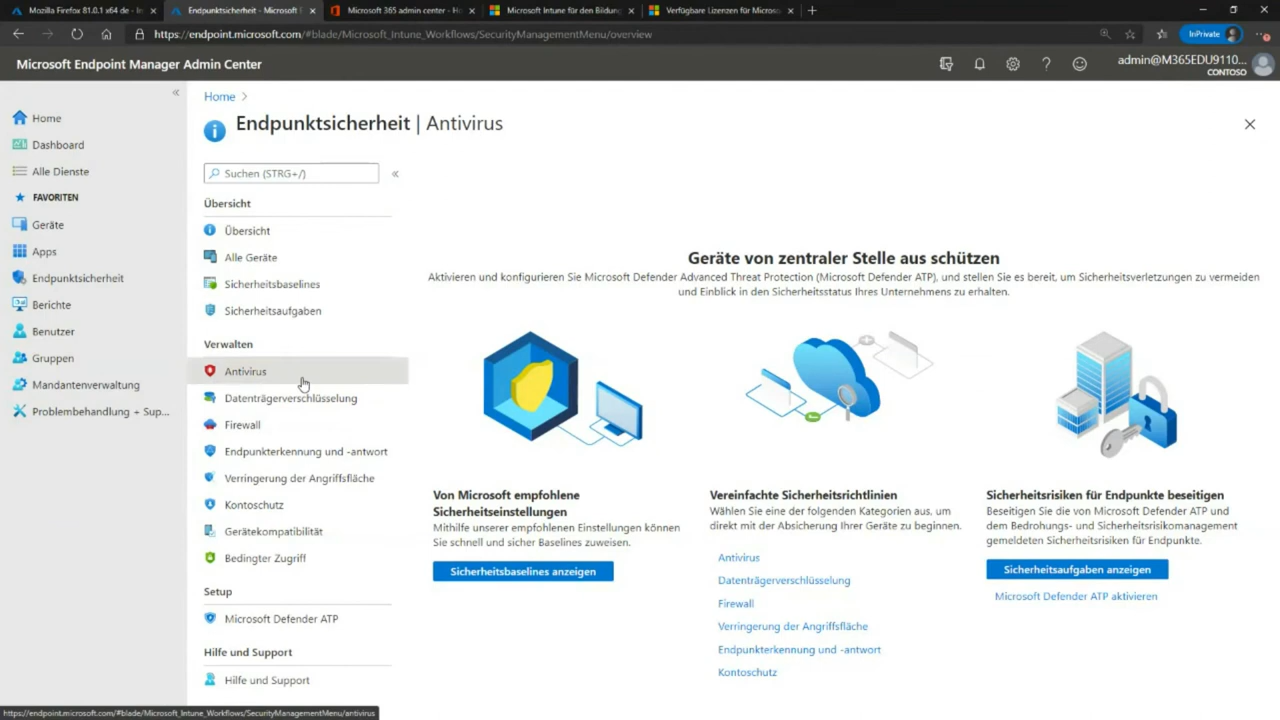 Mozilla Firefox 81.0.1 x64 de - In
Endpunktsicherheit - Microsoft E
Microsoft 365 admin center - Ho
Microsoft Intune für den Bildung
Verfügbare Lizenzen für Microso
https://endpoint.microsoft.com/#blade/Microsoft_Intune_Workflows/SecurityManagementMenu/overview
InPrivate
Microsoft Endpoint Manager Admin Center
admin@M365EDU9110...
CONTOSO
Home
Dashboard
Alle Dienste
FAVORITEN
Geräte
Apps
Endpunktsicherheit
Berichte
Benutzer
Gruppen
Mandantenverwaltung
Problembehandlung + Sup...
Home >
Endpunktsicherheit | Antivirus
Suchen (STRG+/)
Übersicht
Übersicht
Alle Geräte
Sicherheitsbaselines
Sicherheitsaufgaben
Verwalten
Antivirus
Datenträgerverschlüsselung
Firewall
Endpunkterkennung und -antwort
Verringerung der Angriffsfläche
Kontoschutz
Gerätekompatibilität
Bedingter Zugriff
Setup
Microsoft Defender ATP
Hilfe und Support
Hilfe und Support
Geräte von zentraler Stelle aus schützen
Aktivieren und konfigurieren Sie Microsoft Defender Advanced Threat Protection (Microsoft Defender ATP), und stellen Sie es bereit, um Sicherheitsverletzungen zu vermeiden
und Einblick in den Sicherheitsstatus Ihres Unternehmens zu erhalten.
Von Microsoft empfohlene
Sicherheitseinstellungen
Mithilfe unserer empfohlenen Einstellungen können
Sie schnell und sicher Baselines zuweisen.
Sicherheitsbaselines anzeigen
Vereinfachte Sicherheitsrichtlinien
Wählen Sie eine der folgenden Kategorien aus, um
direkt mit der Absicherung Ihrer Geräte zu beginnen.
Antivirus
Datenträgerverschlüsselung
Firewall
Verringerung der Angriffsfläche
Endpunkterkennung und -antwort
Kontoschutz
Sicherheitsrisiken für Endpunkte beseitigen
Beseitigen Sie die von Microsoft Defender ATP und
dem Bedrohungs- und Sicherheitsrisikomanagement
gemeldeten Sicherheitsrisiken für Endpunkte.
Sicherheitsaufgaben anzeigen
Microsoft Defender ATP aktivieren
https://endpoint.microsoft.com/#blade/Microsoft_Intune_Workflows/SecurityManagementMenu/antivirus